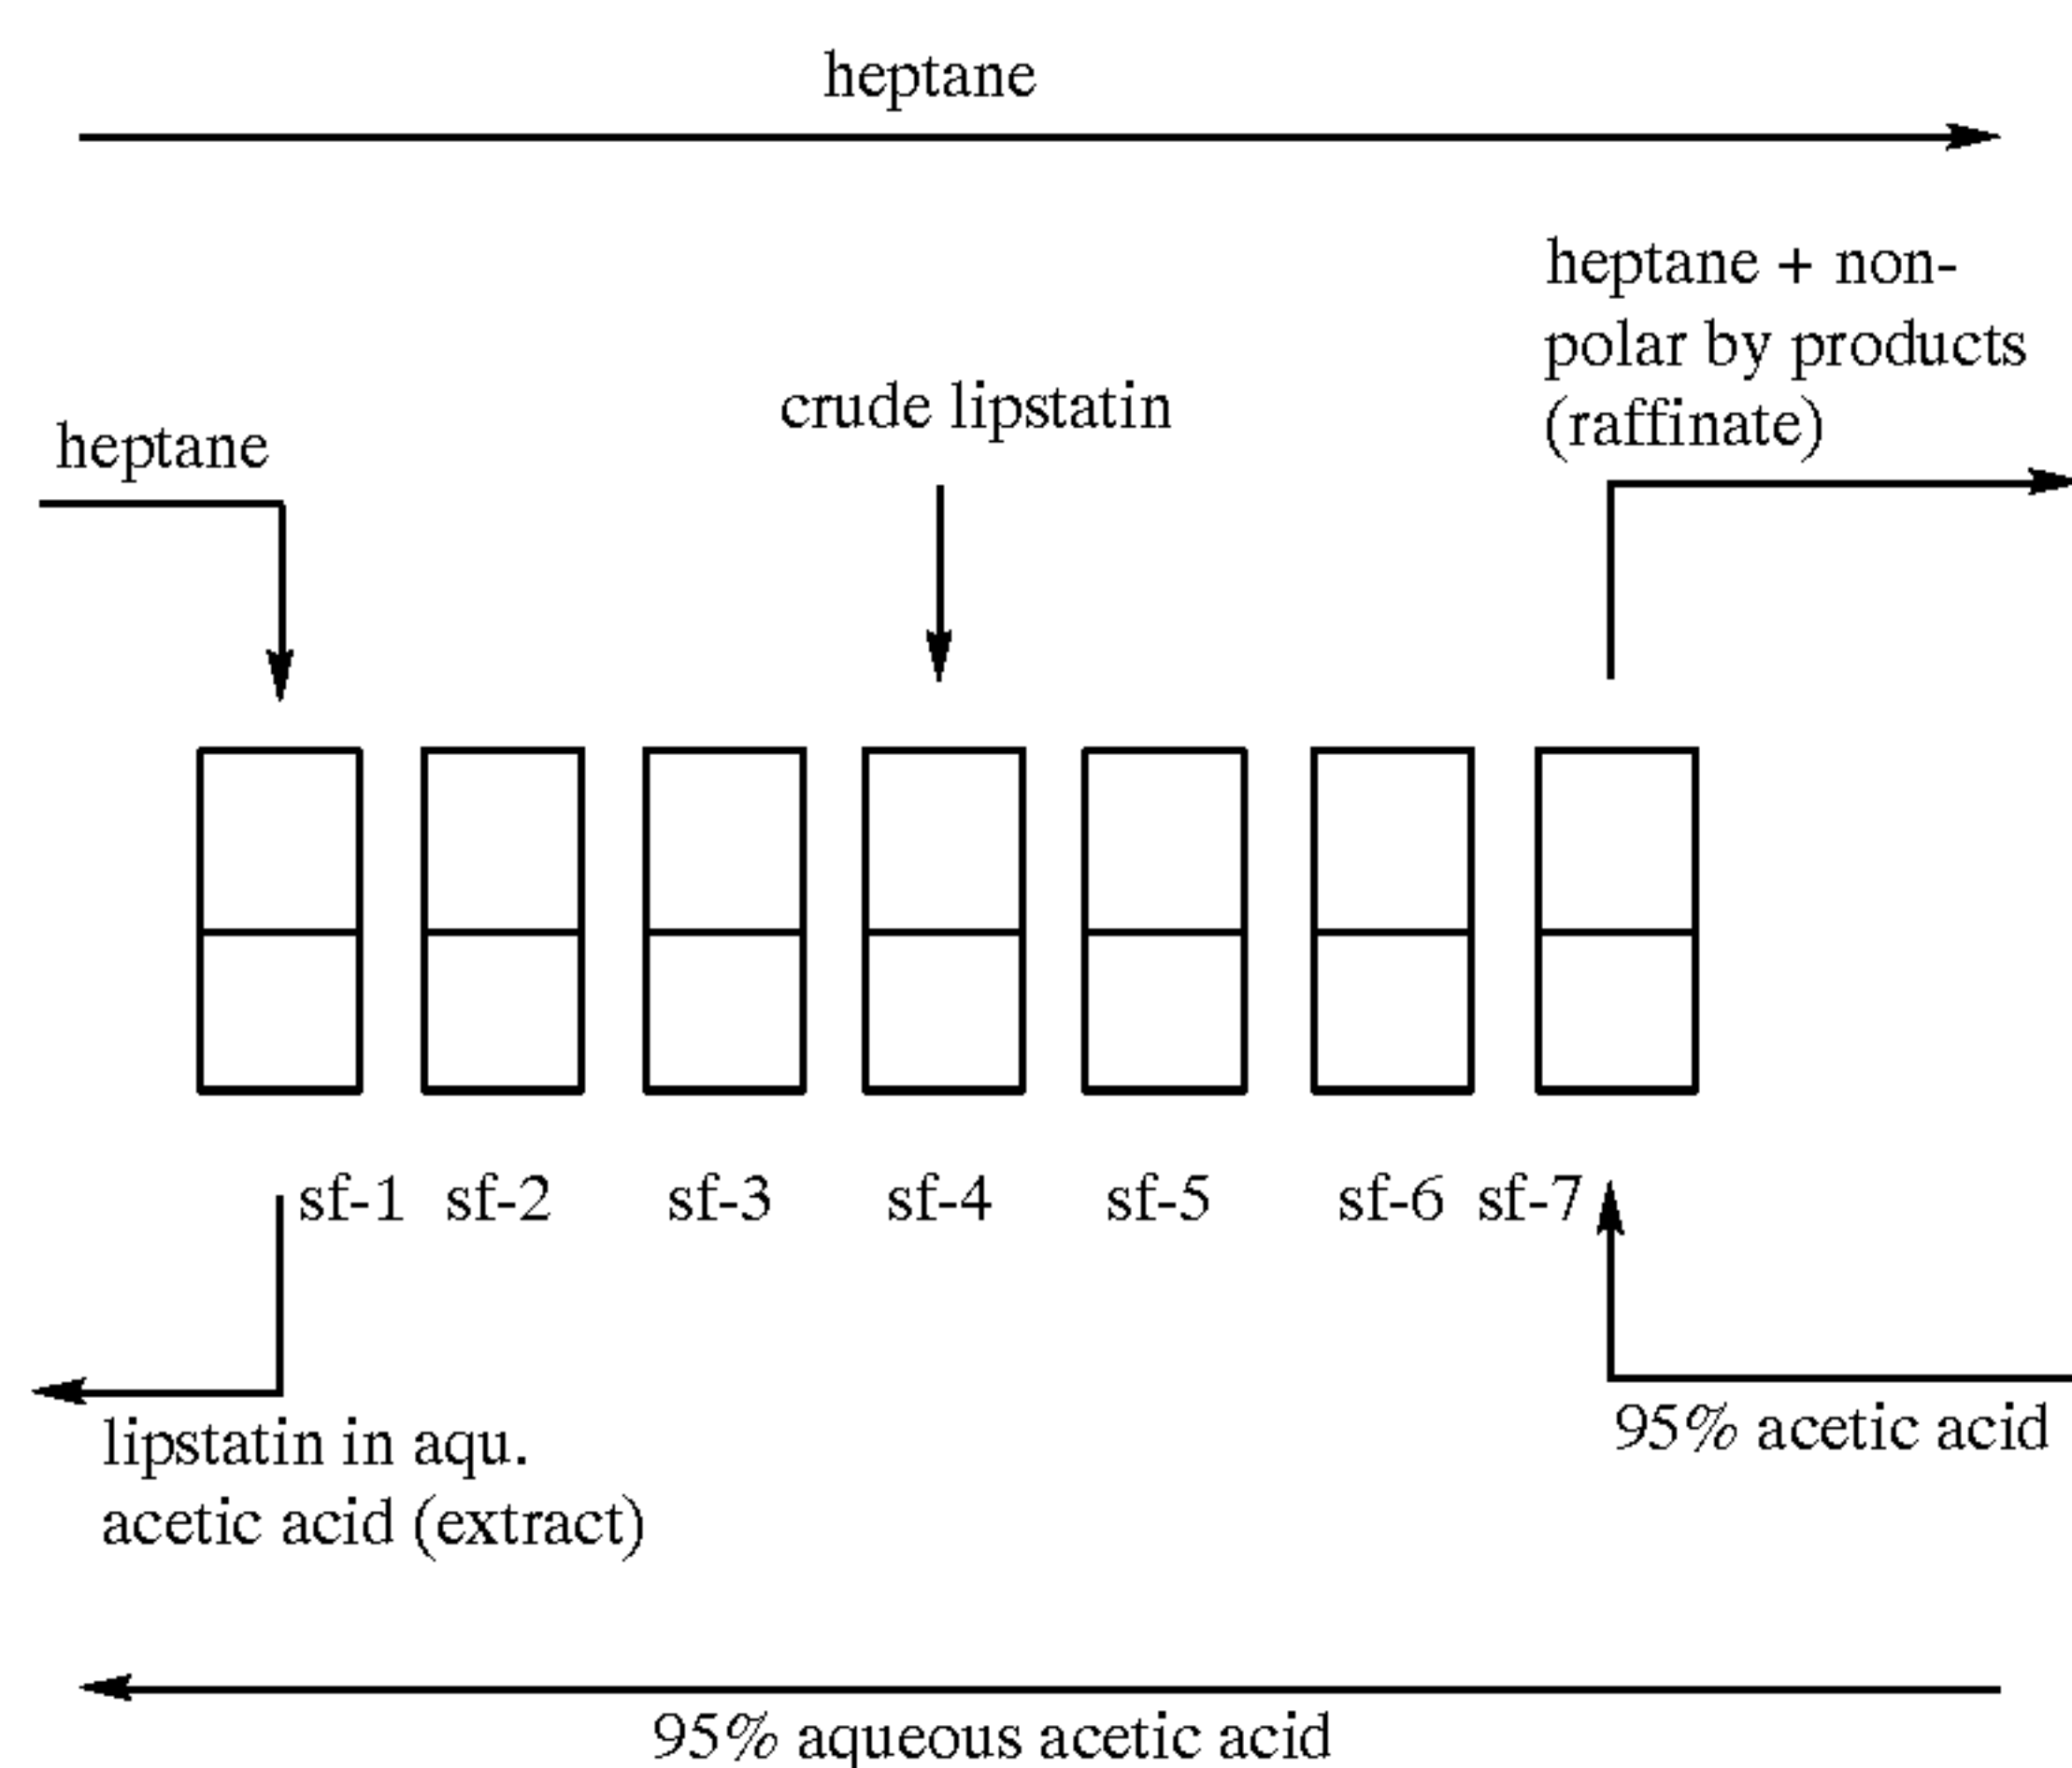 heptane
heptane + non-
polar by products
(raffinate)
crude lipstatin
heptane
sf-1 sf-2 sf-3 sf-4 sf-5 sf-6 sf-7
95% acetic acid
lipstatin in aqu.
acetic acid (extract)
95% aqueous acetic acid